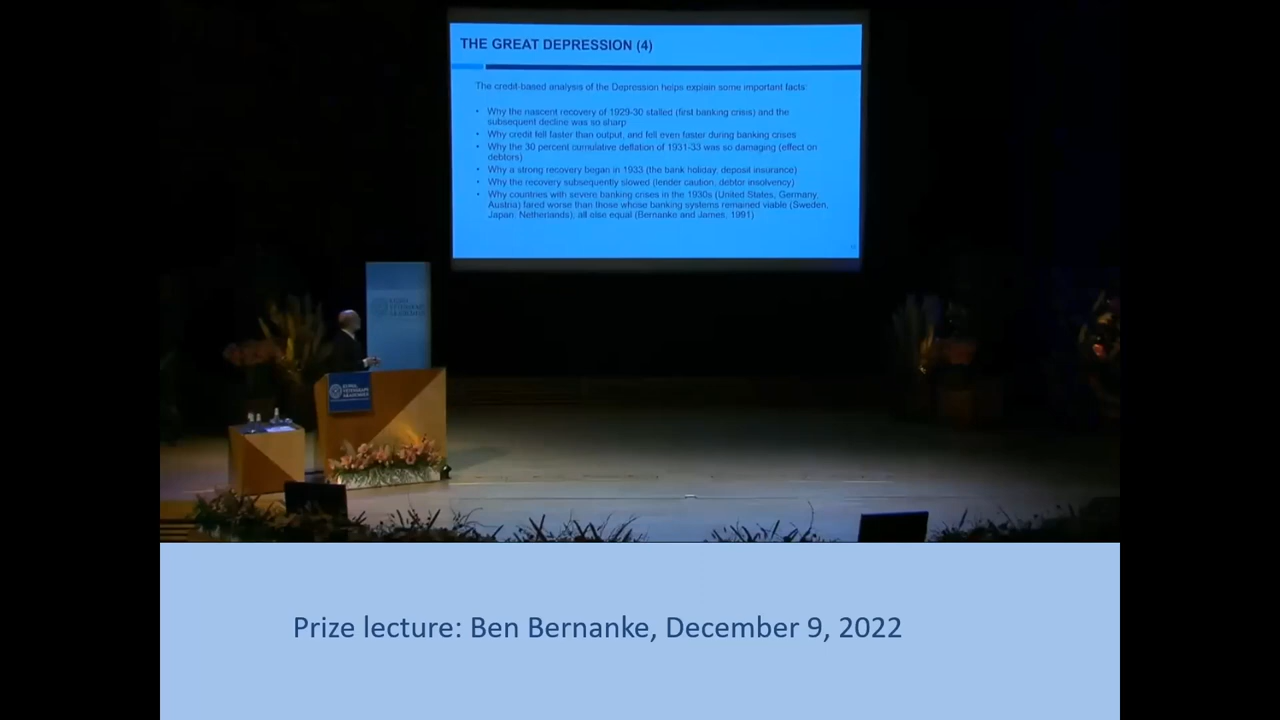 THE GREAT DEPRESSION (4)
The credit-based analysis of the Depression helps explain some important facts:
• Why the nascent recovery of 1929-30 stalled (first banking crisis) and the
subsequent decline was so sharp
• Why credit fell faster than output, and fell even faster during banking crises
• Why the 30 percent cumulative deflation of 1931-33 was so damaging (effect on
debtors)
• Why a strong recovery began in 1933 (the bank holiday, deposit insurance)
• Why the recovery subsequently slowed (lender caution, debtor insolvency)
• Why countries with severe banking crises in the 1930s (United States, Germany,
Austria) fared worse than those whose banking systems remained viable (Sweden,
Japan, Netherlands), all else equal (Bernanke and James, 1991)
KUNGL.
VETENSKAPS
AKADEMIEN
KUNGL.
VETENSKAPS
AKADEMIEN
Prize lecture: Ben Bernanke, December 9, 2022